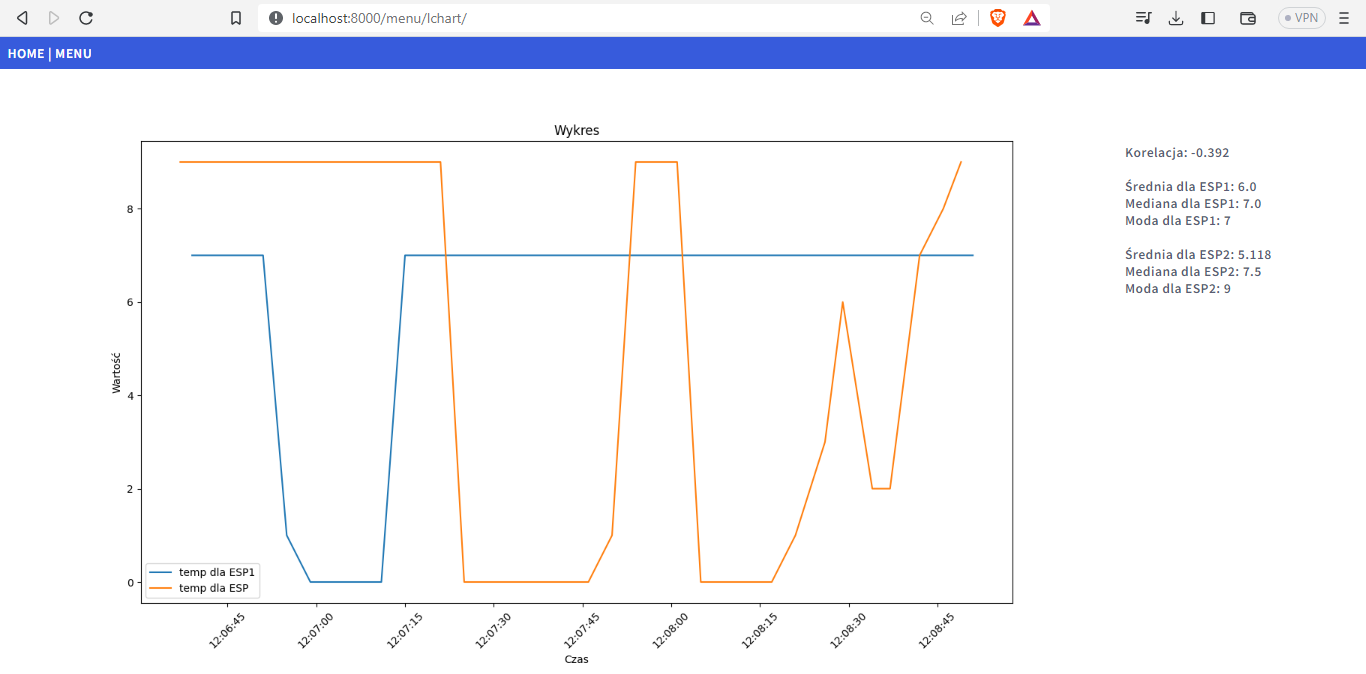 localhost:8000/menu/lchart/
VPN
HOME | MENU
Wykres
Korelacja: -0.392
Średnia dla ESP1: 6.0
Mediana dla ESP1: 7.0
Moda dla ESP1: 7
Średnia dla ESP2: 5.118
Mediana dla ESP2: 7.5
Moda dla ESP2: 9
Wartość
8
6
4
2
0
temp dla ESP1
temp dla ESP
12:06:45
12:07:00
12:07:15
12:07:30
12:07:45
12:08:00
12:08:15
12:08:30
12:08:45
Czas